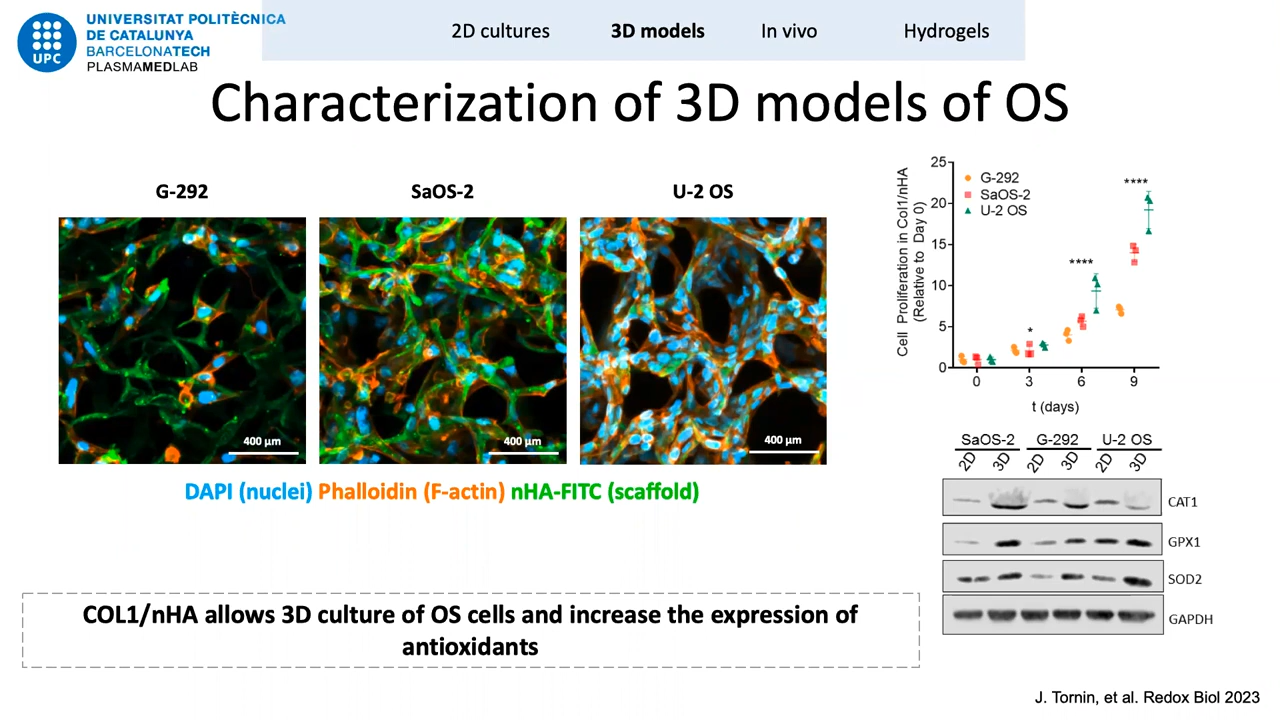 UNIVERSITAT POLITÈCNICA
DE CATALUNYA
BARCELONATECH
PLASMAMEDLAB
UPC
2D cultures
3D models
In vivo
Hydrogels
Characterization of 3D models of OS
G-292
SaOS-2
U-2 OS
400 µm
400 µm
400 µm
DAPI (nuclei) Phalloidin (F-actin) nHA-FITC (scaffold)
Cell Proliferation in Col1/nHA
(Relative to Day 0)
25
20
15
10
5
0
G-292
SaOS-2
U-2 OS
*
****
****
0
3
6
9
t (days)
SaOS-2 G-292 U-2 OS
2D 3D 2D 3D 2D 3D
CAT1
GPX1
SOD2
GAPDH
COL1/nHA allows 3D culture of OS cells and increase the expression of
antioxidants
J. Tornin, et al. Redox Biol 2023